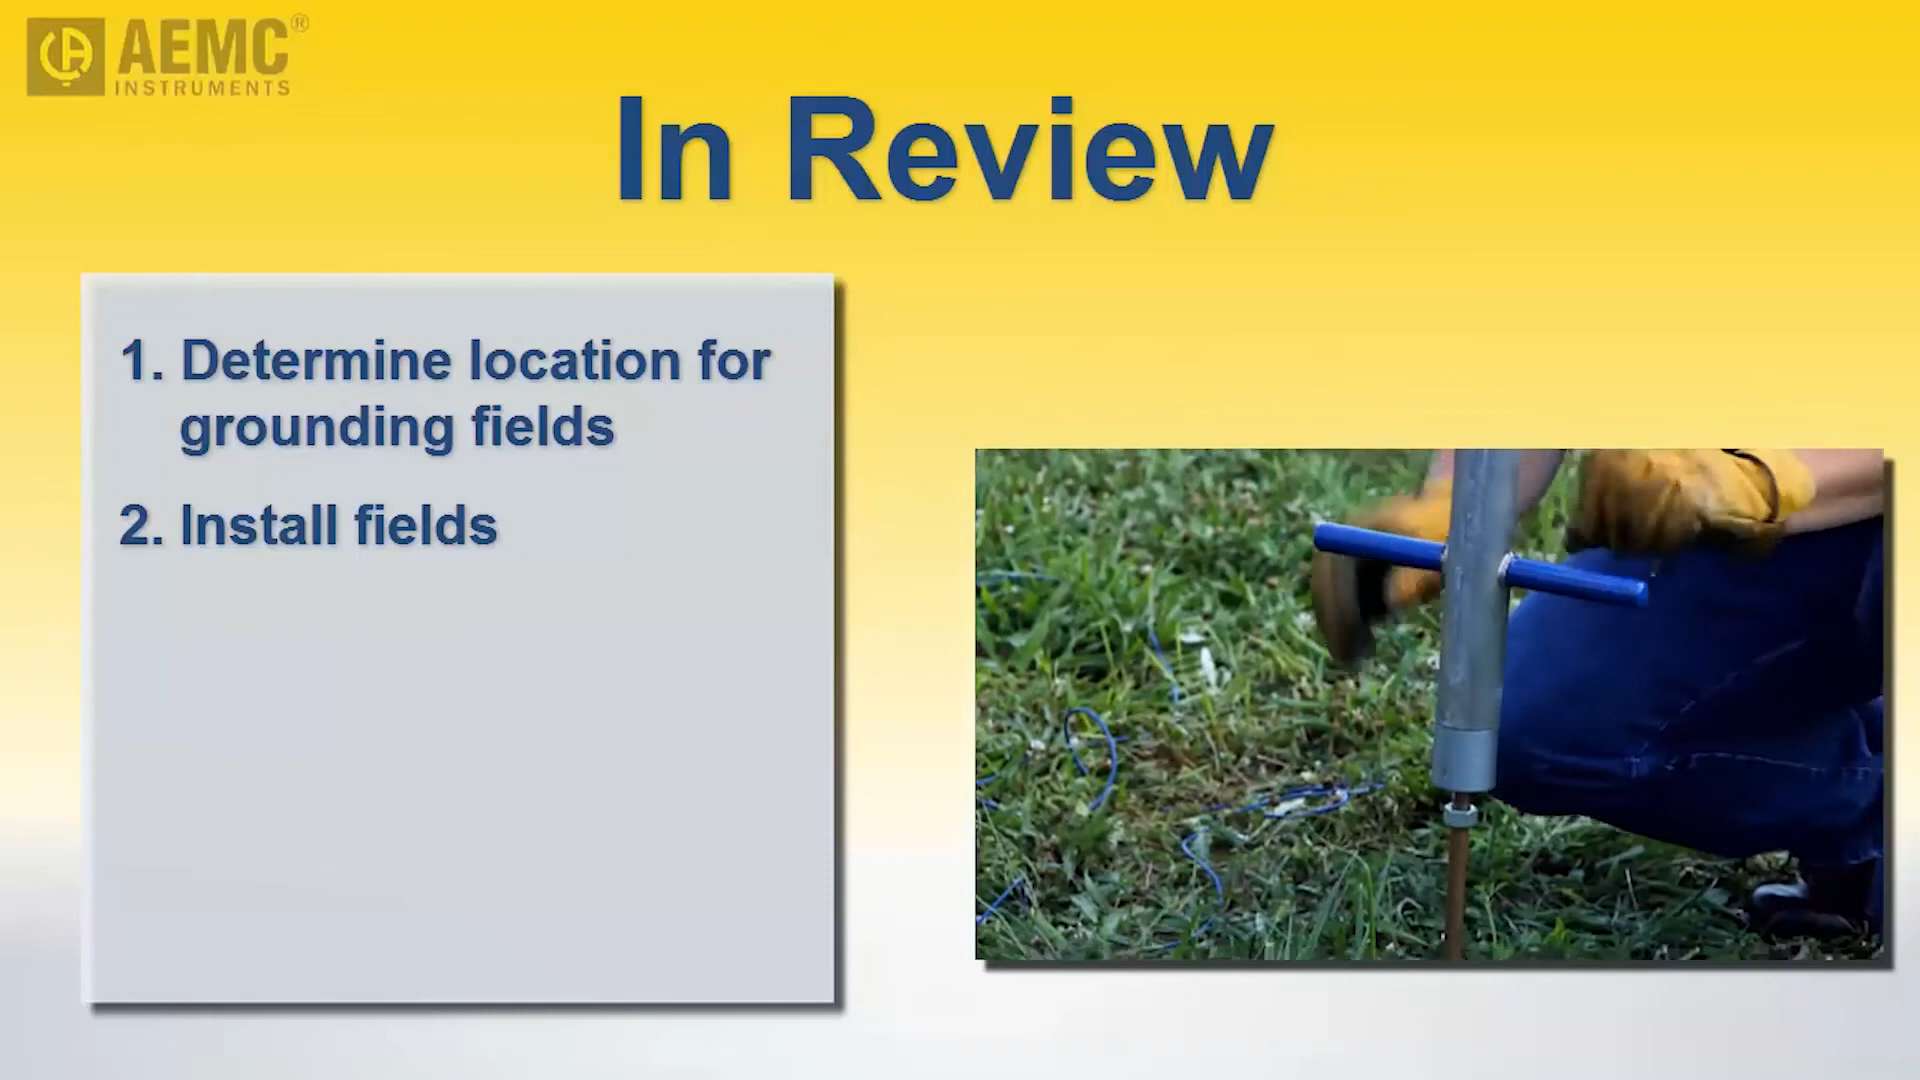 AEMC®
INSTRUMENTS
In Review
1. Determine location for
grounding fields
2. Install fields